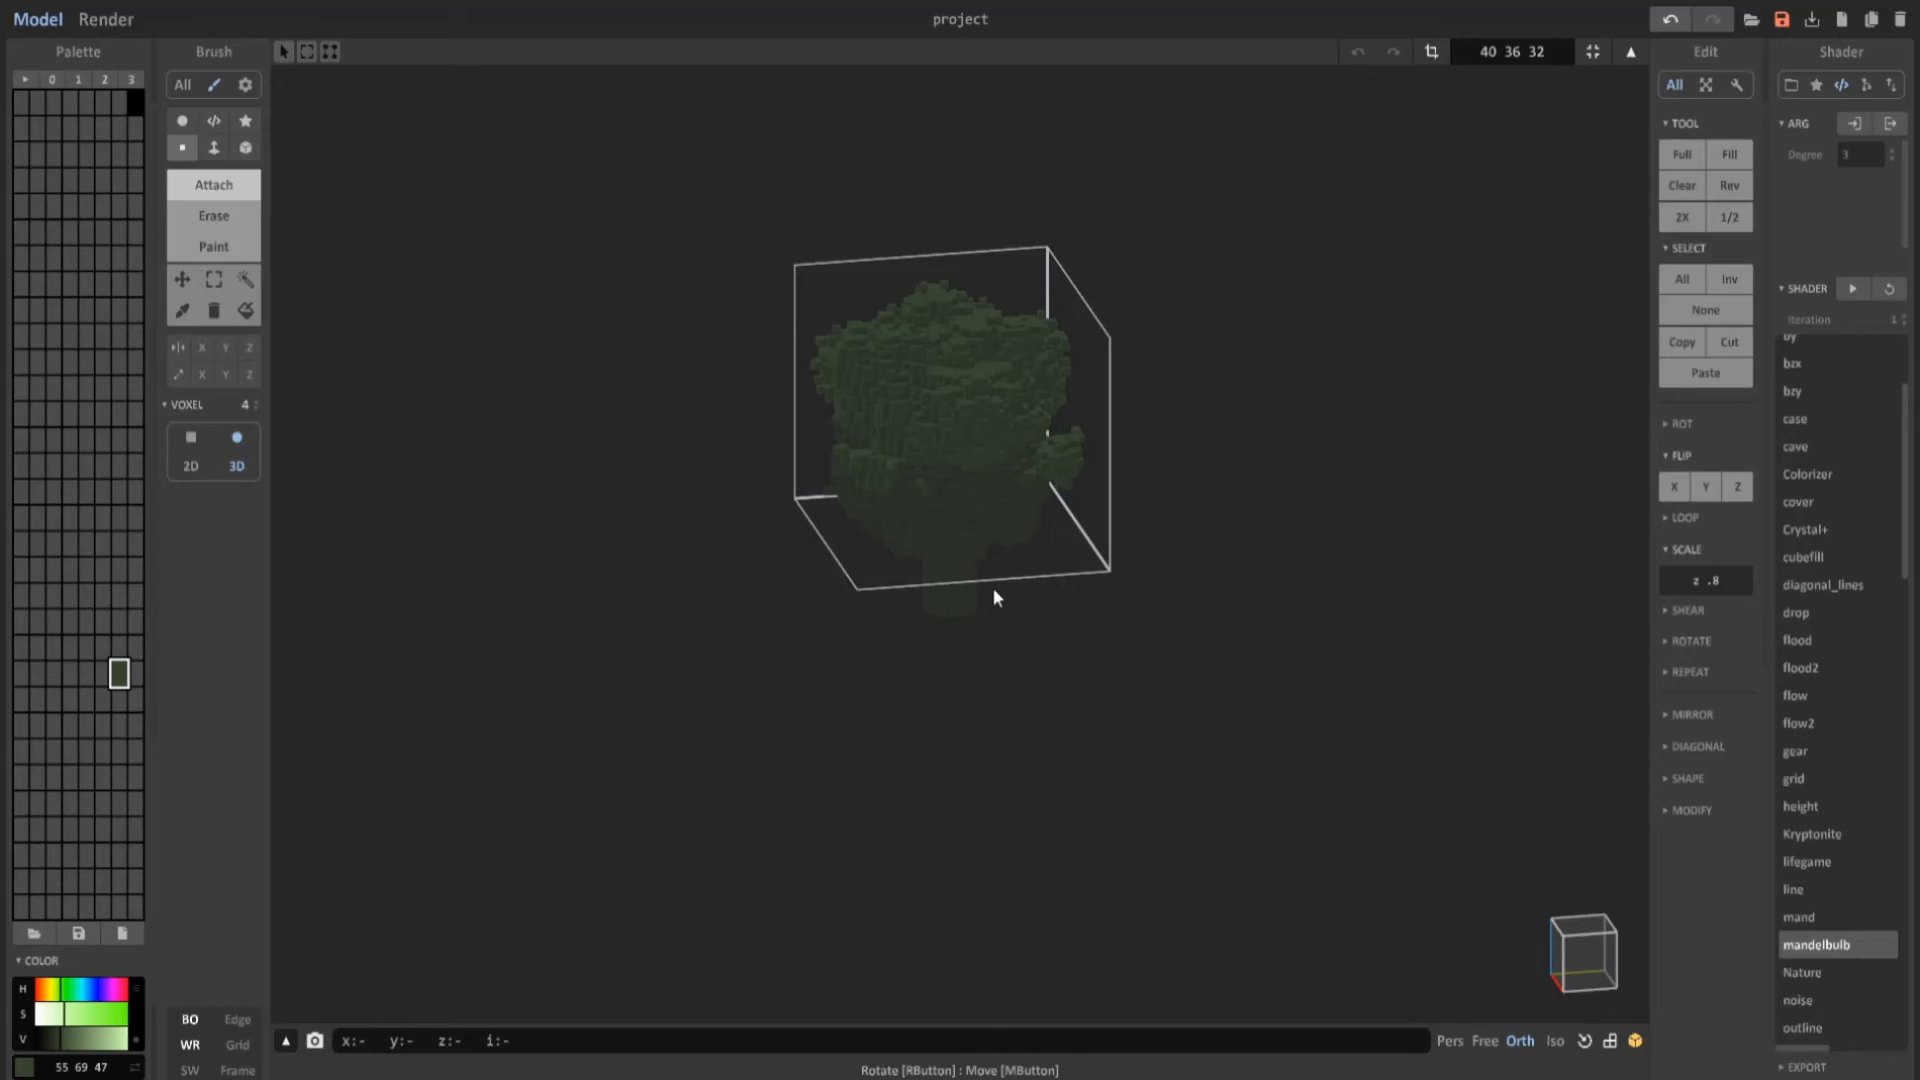 Model Render
project
Palette
Brush
40 36 32
Edit
Shader
0 1 2 3
All
All
TOOL
ARG
Full Fill
Degree 3
Attach
Clear Rev
Erase
2X 1/2
Paint
SELECT
All Inv
SHADER
None
Iteration 1
by
X Y Z
Copy Cut
bzx
X Y Z
Paste
bzy
VOXEL 4
case
ROT
cave
2D 3D
FLIP
Colorizer
X Y Z
cover
LOOP
Crystal+
SCALE
cubefill
z .8
diagonal_lines
SHEAR
drop
ROTATE
flood
REPEAT
flood2
flow
MIRROR
flow2
DIAGONAL
gear
SHAPE
grid
MODIFY
height
Kryptonite
lifegame
line
mand
mandelbulb
Nature
noise
outline
COLOR
H
S
V
55 69 47
BO Edge
WR Grid
SW Frame
x:- y:- z:- i:-
Pers Free Orth Iso
Rotate [RButton] : Move [MButton]
EXPORT